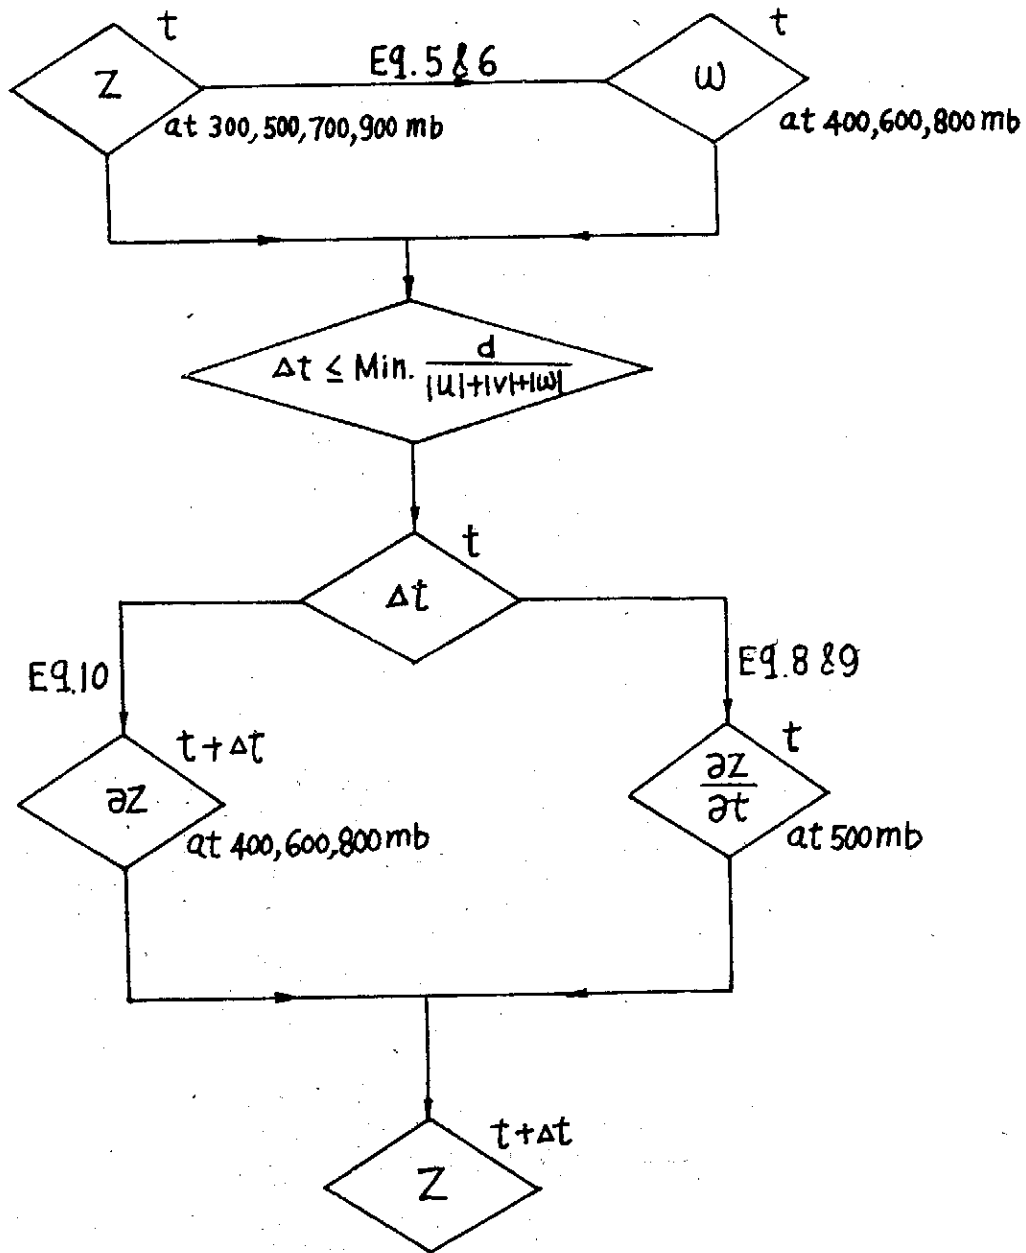 t
Z
at 300,500,700,900 mb
Eq. 5 & 6
t
ω
at 400,600,800 mb
Δt ≤ Min. d / |u|+|v|+|ω|
t
Δt
Eq.10
Eq.8 & 9
t+Δt
∂Z
at 400,600,800 mb
t
∂Z / ∂t
at 500 mb
t+Δt
Z